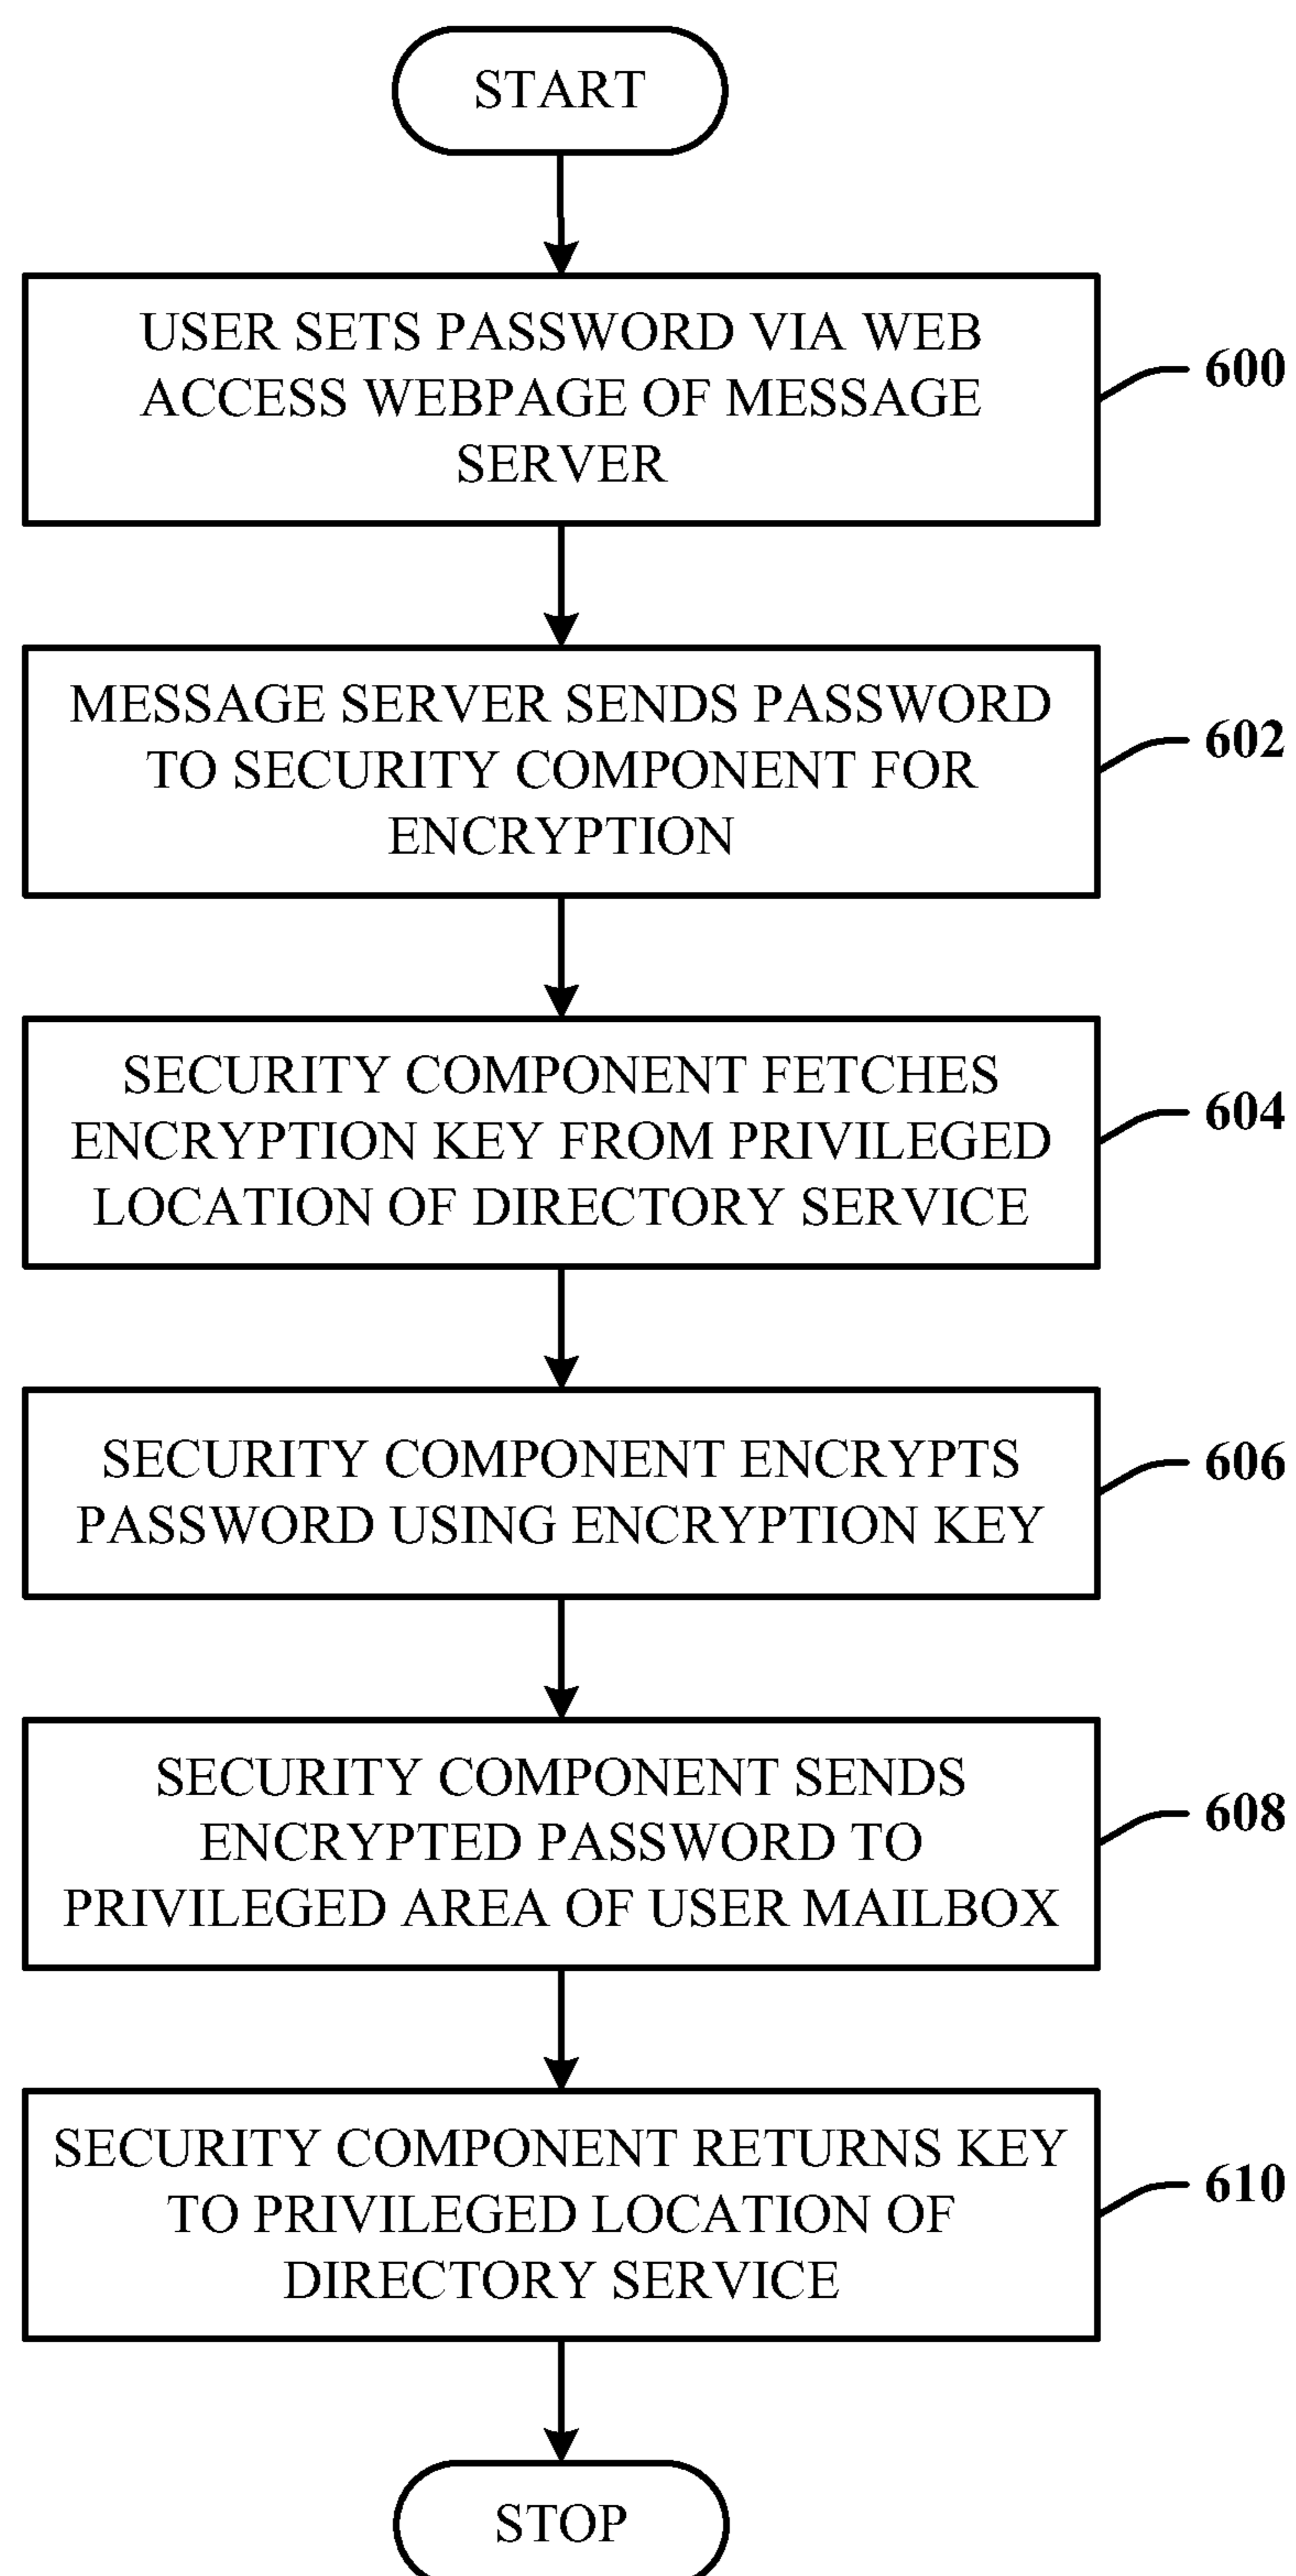 START
USER SETS PASSWORD VIA WEB
ACCESS WEBPAGE OF MESSAGE
SERVER
600
MESSAGE SERVER SENDS PASSWORD
TO SECURITY COMPONENT FOR
ENCRYPTION
602
SECURITY COMPONENT FETCHES
ENCRYPTION KEY FROM PRIVILEGED
LOCATION OF DIRECTORY SERVICE
604
SECURITY COMPONENT ENCRYPTS
PASSWORD USING ENCRYPTION KEY
606
SECURITY COMPONENT SENDS
ENCRYPTED PASSWORD TO
PRIVILEGED AREA OF USER MAILBOX
608
SECURITY COMPONENT RETURNS KEY
TO PRIVILEGED LOCATION OF
DIRECTORY SERVICE
610
STOP